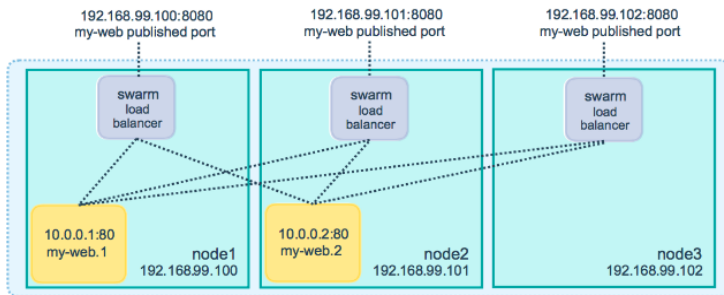 192.168.99.100:8080
my-web published port
192.168.99.101:8080
my-web published port
192.168.99.102:8080
my-web published port
swarm
load
balancer
swarm
load
balancer
swarm
load
balancer
10.0.0.1:80
my-web.1
node1
192.168.99.100
10.0.0.2:80
my-web.2
node2
192.168.99.101
node3
192.168.99.102